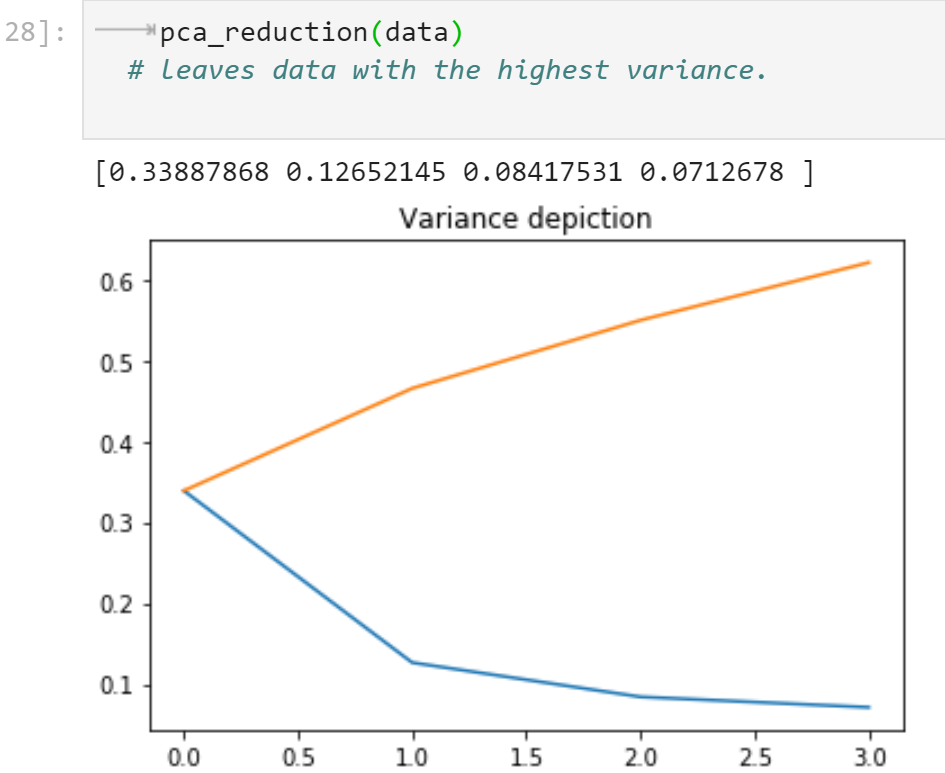 28]: pca_reduction(data)
# leaves data with the highest variance.
[0.33887868 0.12652145 0.08417531 0.0712678 ]
Variance depiction
0.6
0.5
0.4
0.3
0.2
0.1
0.0 0.5 1.0 1.5 2.0 2.5 3.0